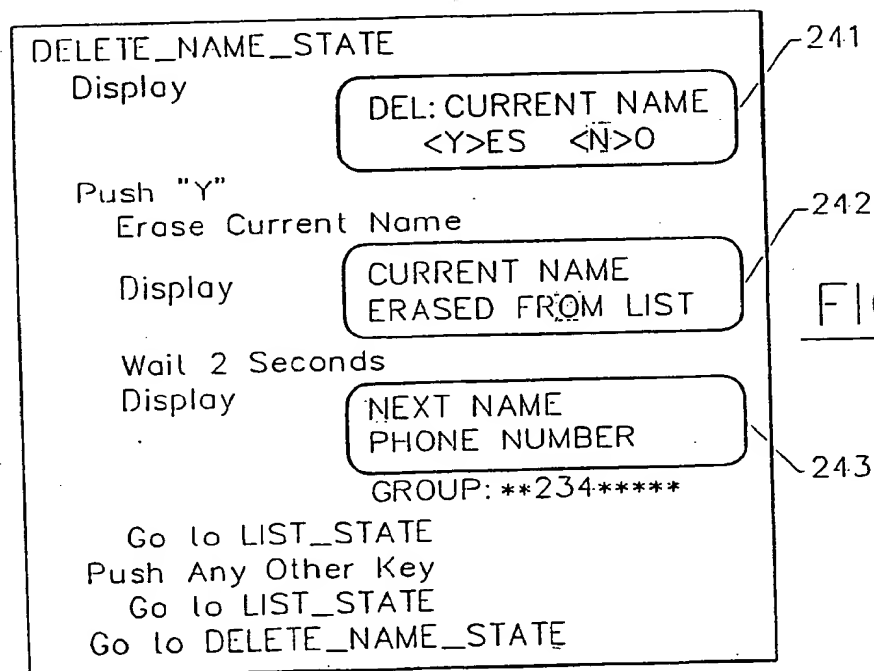 DELETE_NAME_STATE
241
Display
DEL: CURRENT NAME
<Y>ES <N>O
Push "Y"
Erase Current Name
242
Display
CURRENT NAME
ERASED FROM LIST
Wait 2 Seconds
Display
NEXT NAME
PHONE NUMBER
243
GROUP: **234*****
Go to LIST_STATE
Push Any Other Key
Go to LIST_STATE
Go to DELETE_NAME_STATE